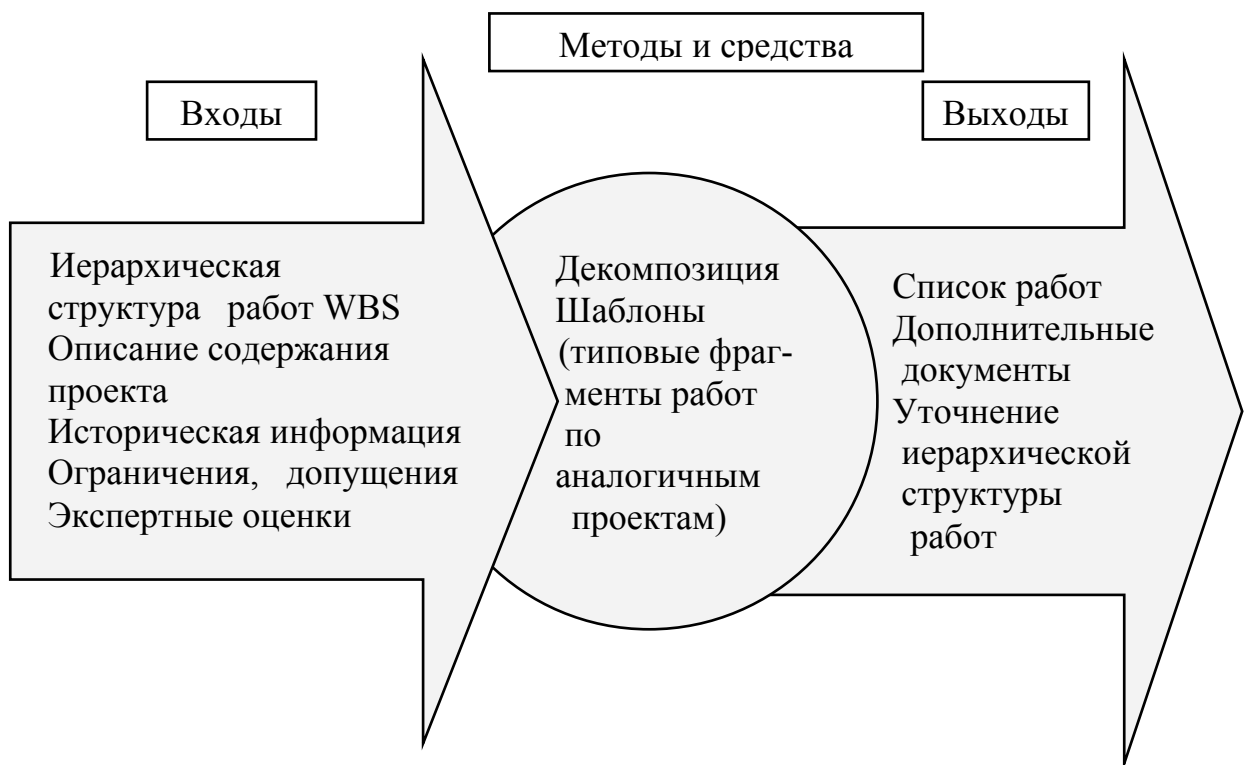 Методы и средства
Входы
Выходы
Иерархическая
структура работ WBS
Описание содержания
проекта
Историческая информация
Ограничения, допущения
Экспертные оценки
Декомпозиция
Шаблоны
(типовые фраг-
менты работ
по
аналогичным
проектам)
Список работ
Дополнительные
документы
Уточнение
иерархической
структуры
работ